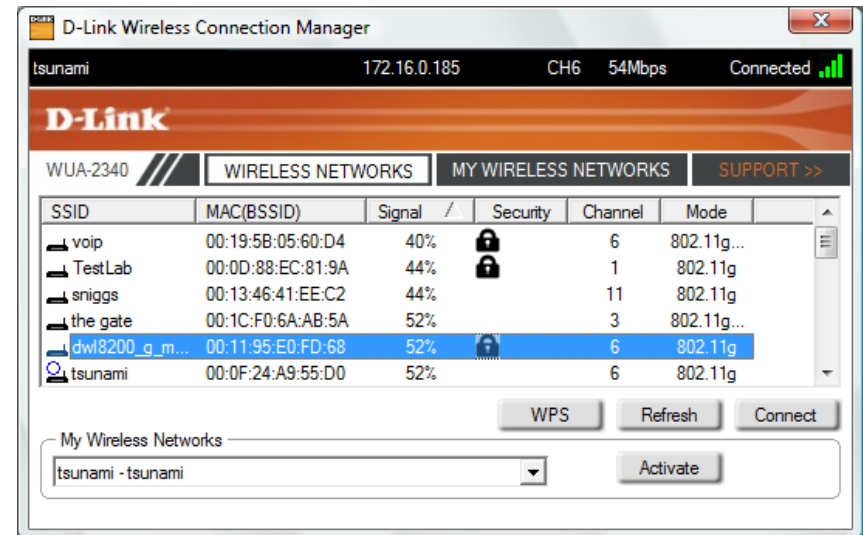 D-Link Wireless Connection Manager
tsunami 172.16.0.185 CH6 54Mbps Connected
D-Link
WUA-2340 WIRELESS NETWORKS MY WIRELESS NETWORKS SUPPORT >>
SSID MAC(BSSID) Signal Security Channel Mode
voip 00:19:5B:05:60:D4 40% 6 802.11g...
TestLab 00:0D:88:EC:81:9A 44% 1 802.11g
sniggs 00:13:46:41:EE:C2 44% 11 802.11g
the gate 00:1C:F0:6A:AB:5A 52% 3 802.11g...
dwl8200_g_m... 00:11:95:E0:FD:68 52% 6 802.11g
tsunami 00:0F:24:A9:55:D0 52% 6 802.11g
WPS Refresh Connect
My Wireless Networks
tsunami - tsunami Activate